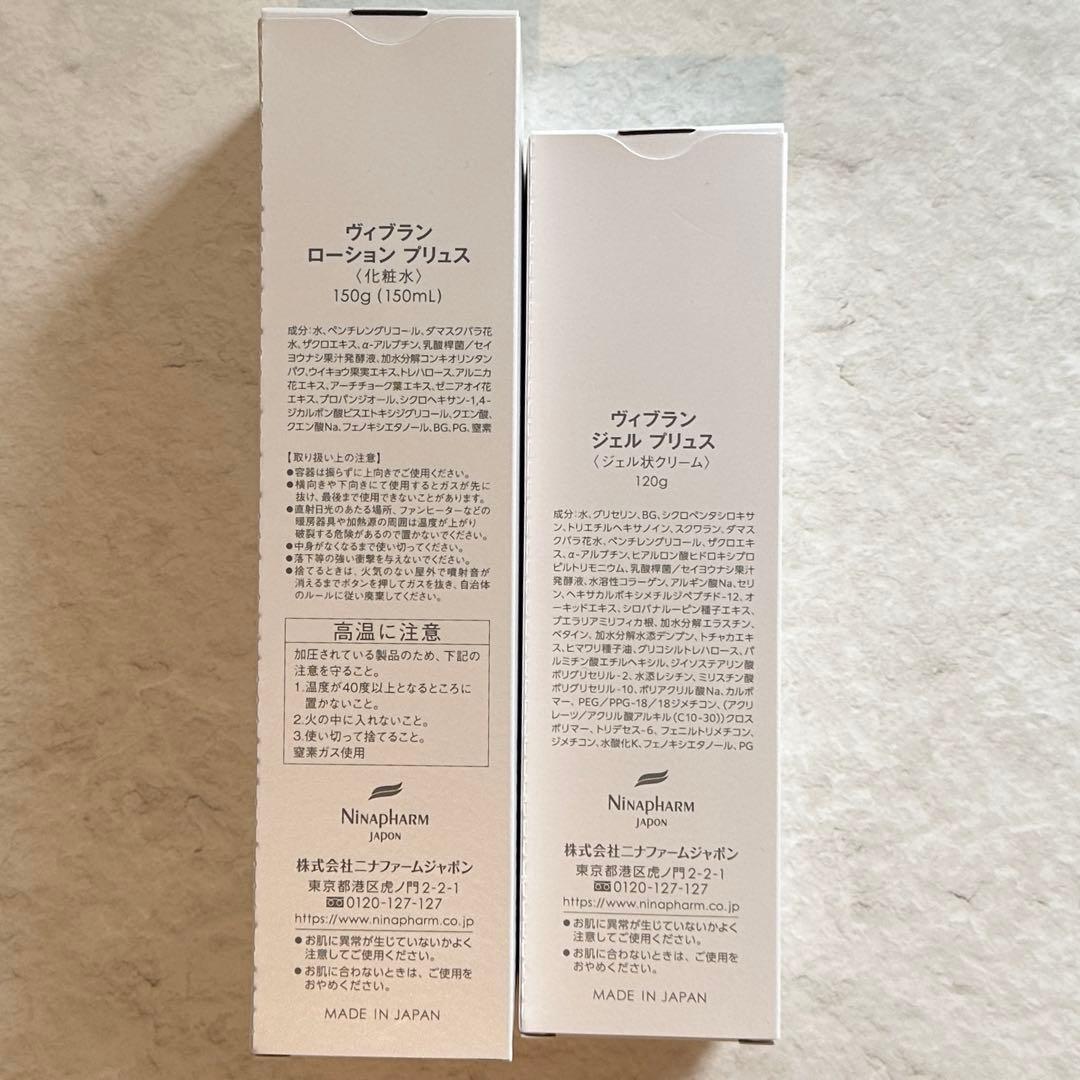 ヴィブラン
ローション プリュス
〈化粧水〉
150g (150mL)
成分：水、ペンチレングリコール、ダマスクバラ花
水、ザクロエキス、α-アルブチン、乳酸桿菌／セイ
ヨウナシ果汁発酵液、加水分解コンキオリンタン
パク、ウイキョウ果実エキス、トレハロース、アルニカ
花エキス、アーチチョーク葉エキス、ゼニアオイ花
エキス、プロパンジオール、シクロヘキサン-1,4-
ジカルボン酸ビスエトキシジグリコール、クエン酸、
クエン酸Na、フェノキシエタノール、BG、PG、窒素
【取り扱い上の注意】
●容器は振らずに上向きでご使用ください。
●横向きや下向きにて使用するとガスが先に
抜け、最後まで使用できないことがあります。
●直射日光のあたる場所、ファンヒーターなどの
暖房器具や加熱源の周囲は温度が上がり
破裂する危険があるので置かないでください。
●中身がなくなるまで使い切ってください。
●落下等の強い衝撃を与えないでください。
●捨てるときは、火気のない屋外で噴射音が
消えるまでボタンを押してガスを抜き、自治体
のルールに従い廃棄してください。
高温に注意
加圧されている製品のため、下記の
注意を守ること。
1.温度が40度以上となるところに
置かないこと。
2.火の中に入れないこと。
3.使い切って捨てること。
窒素ガス使用
NINAPHARM
JAPON
株式会社ニナファームジャポン
東京都港区虎ノ門2-2-1
0120-127-127
https://www.ninapharm.co.jp
●お肌に異常が生じていないかよく
注意してご使用ください。
●お肌に合わないときは、ご使用を
おやめください。
MADE IN JAPAN
ヴィブラン
ジェル プリュス
〈ジェル状クリーム〉
120g
成分：水、グリセリン、BG、シクロペンタシロキサ
ン、トリエチルヘキサノイン、スクワラン、ダマス
クバラ花水、ペンチレングリコール、ザクロエキ
ス、α-アルブチン、ヒアルロン酸ヒドロキシプロ
ピルトリモニウム、乳酸桿菌／セイヨウナシ果汁
発酵液、水溶性コラーゲン、アルギン酸Na、セリ
ン、ヘキサカルボキシメチルジペプチド-12、オ
ーキッドエキス、シロバナルーピン種子エキス、
プエラリアミリフィカ根、加水分解エラスチン、
ベタイン、加水分解水添デンプン、トチャカエキ
ス、ヒマワリ種子油、グリコシルトレハロース、パ
ルミチン酸エチルヘキシル、ジイソステアリン酸
ポリグリセリル-2、水添レシチン、ミリスチン酸
ポリグリセリル-10、ポリアクリル酸Na、カルボ
マー、PEG／PPG-18／18ジメチコン、(アクリ
レーツ／アクリル酸アルキル(C10-30))クロス
ポリマー、トリデセス-6、フェニルトリメチコン、
ジメチコン、水酸化K、フェノキシエタノール、PG
NINAPHARM
JAPON
株式会社ニナファームジャポン
東京都港区虎ノ門2-2-1
0120-127-127
https://www.ninapharm.co.jp
●お肌に異常が生じていないかよく
注意してご使用ください。
●お肌に合わないときは、ご使用を
おやめください。
MADE IN JAPAN